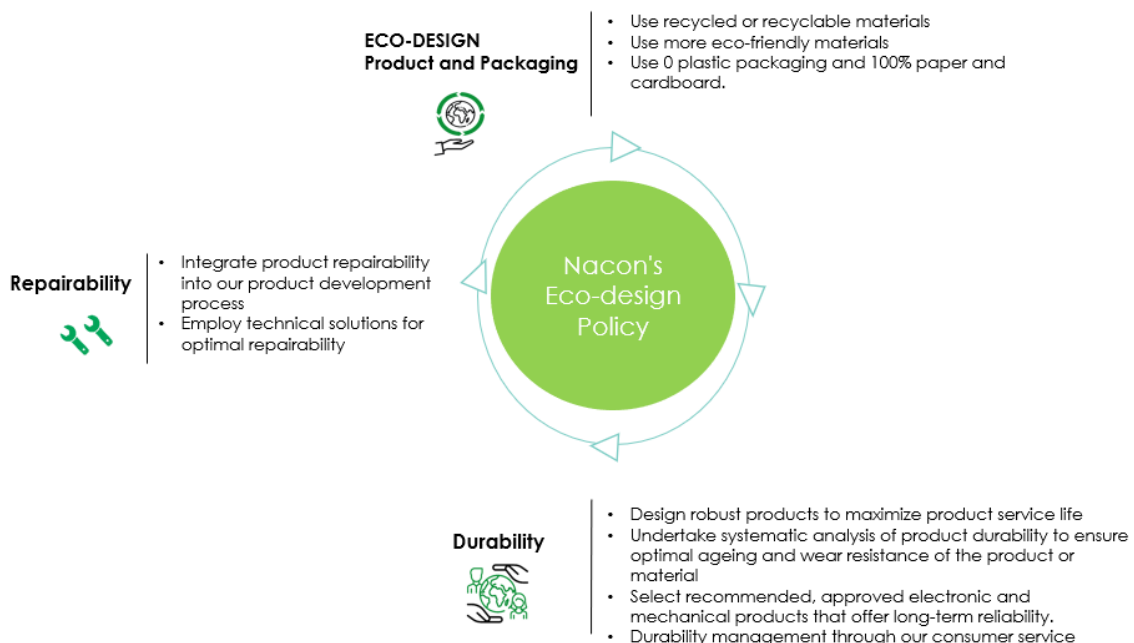 ECO-DESIGN
Product and Packaging
• Use recycled or recyclable materials
• Use more eco-friendly materials
• Use 0 plastic packaging and 100% paper and
cardboard.
Nacon's
Eco-design
Policy
Repairability
• Integrate product repairability
into our product development
process
• Employ technical solutions for
optimal repairability
Durability
• Design robust products to maximize product service life
• Undertake systematic analysis of product durability to ensure
optimal ageing and wear resistance of the product or
material
• Select recommended, approved electronic and
mechanical products that offer long-term reliability.
• Durability management through our consumer service